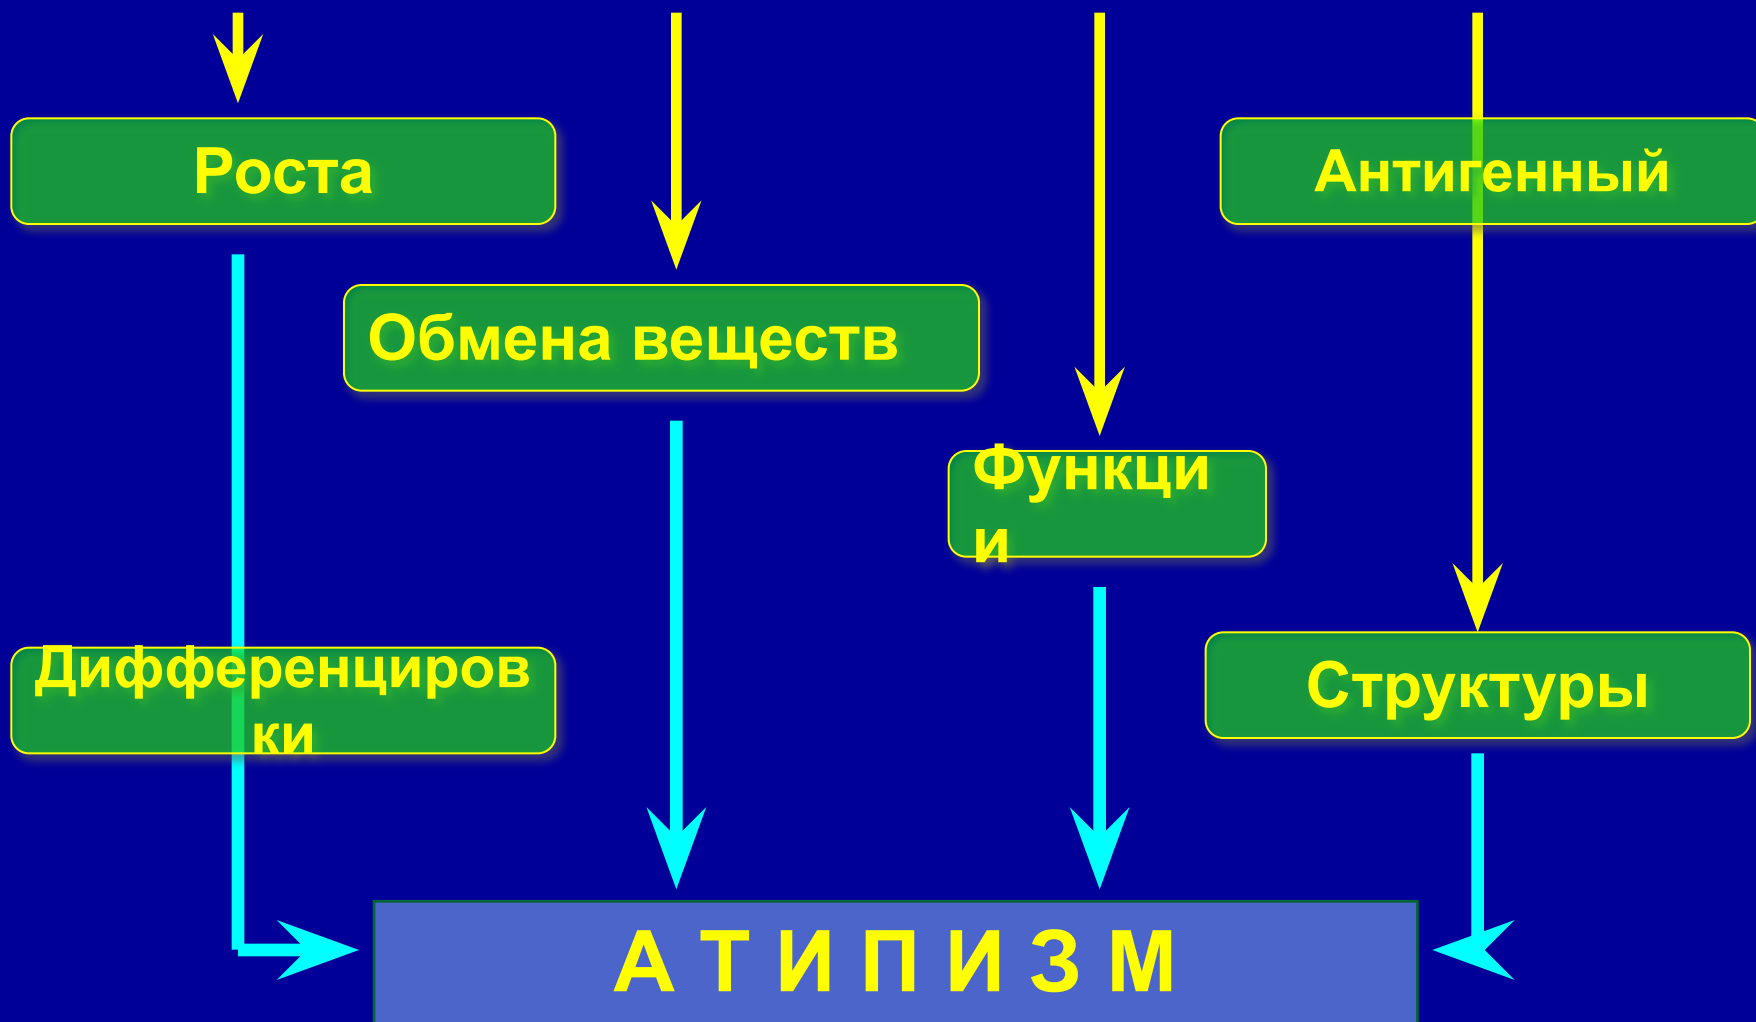 Роста
Антигенный
Обмена веществ
Функци
и
Дифференциров
ки
Структуры
А Т И П И З М